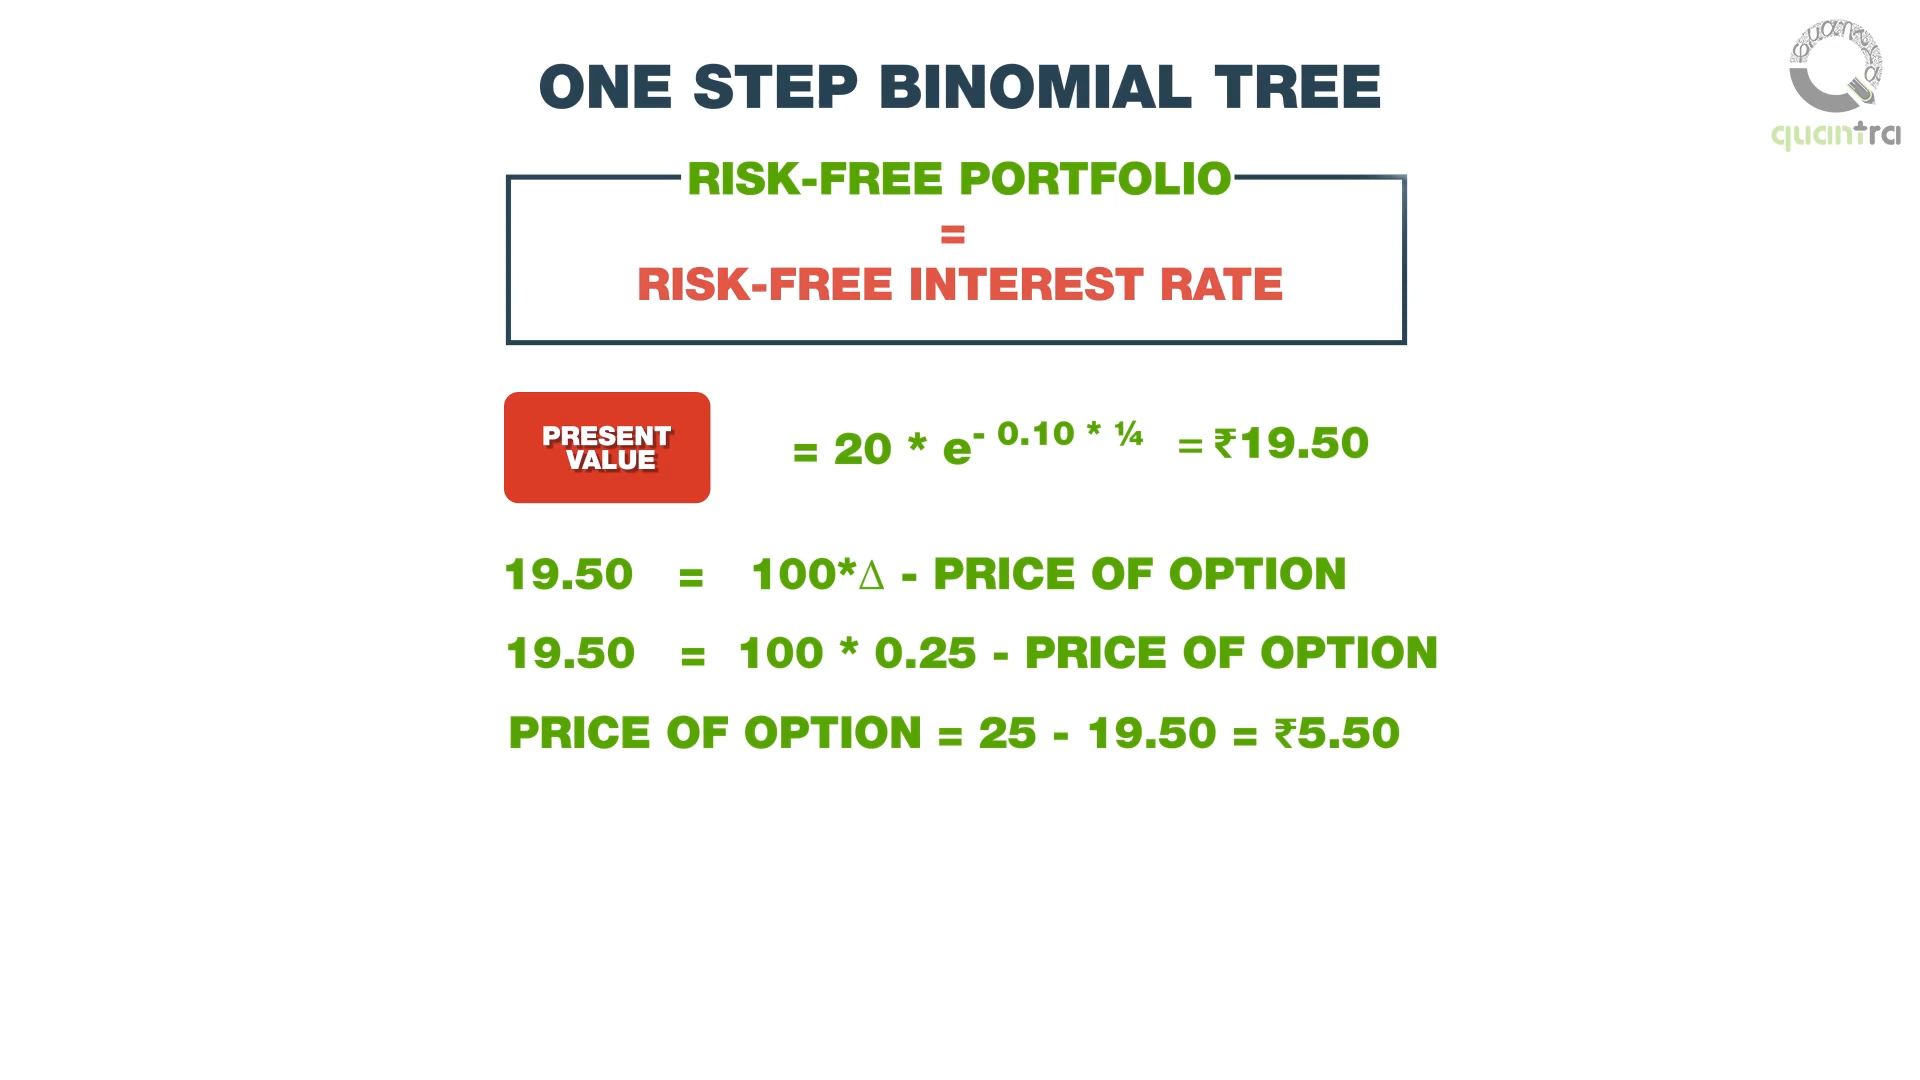 ONE STEP BINOMIAL TREE
quantra
RISK-FREE PORTFOLIO
=
RISK-FREE INTEREST RATE
PRESENT
VALUE
= 20 * e- 0.10 * ¼ = ₹19.50
19.50 = 100*Δ - PRICE OF OPTION
19.50 = 100 * 0.25 - PRICE OF OPTION
PRICE OF OPTION = 25 - 19.50 = ₹5.50